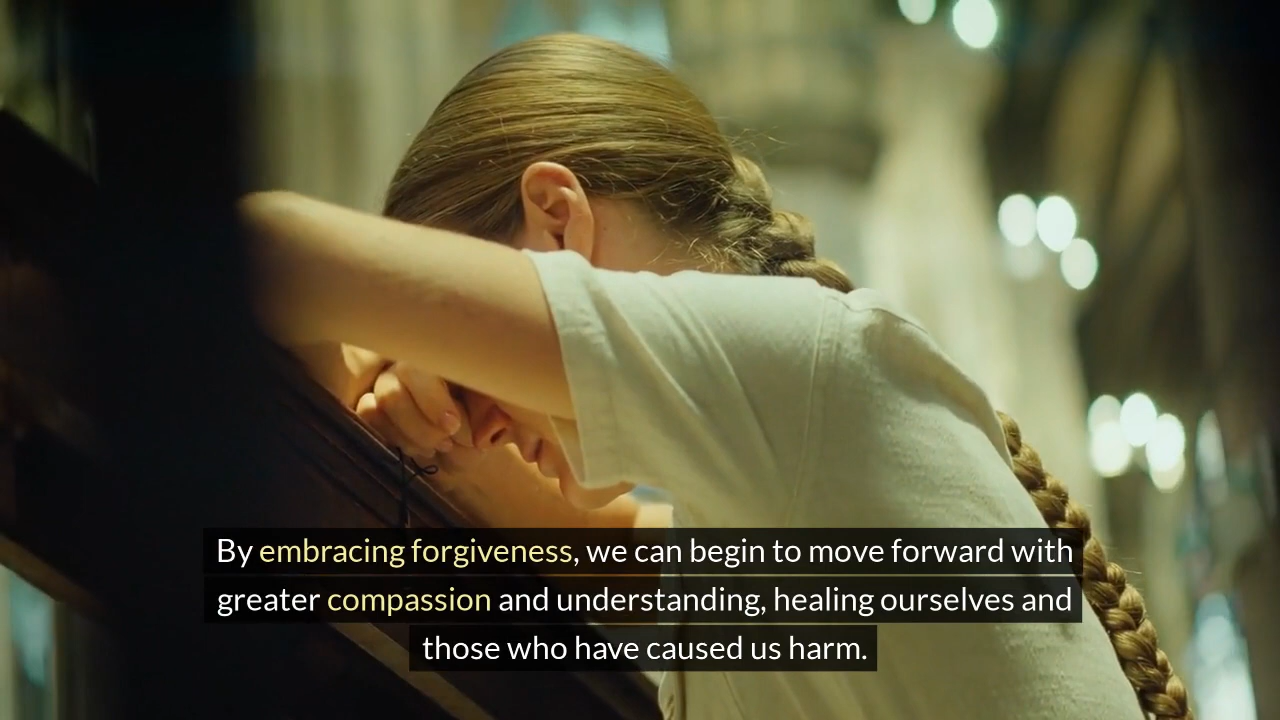 By embracing forgiveness, we can begin to move forward with
greater compassion and understanding, healing ourselves and
those who have caused us harm.